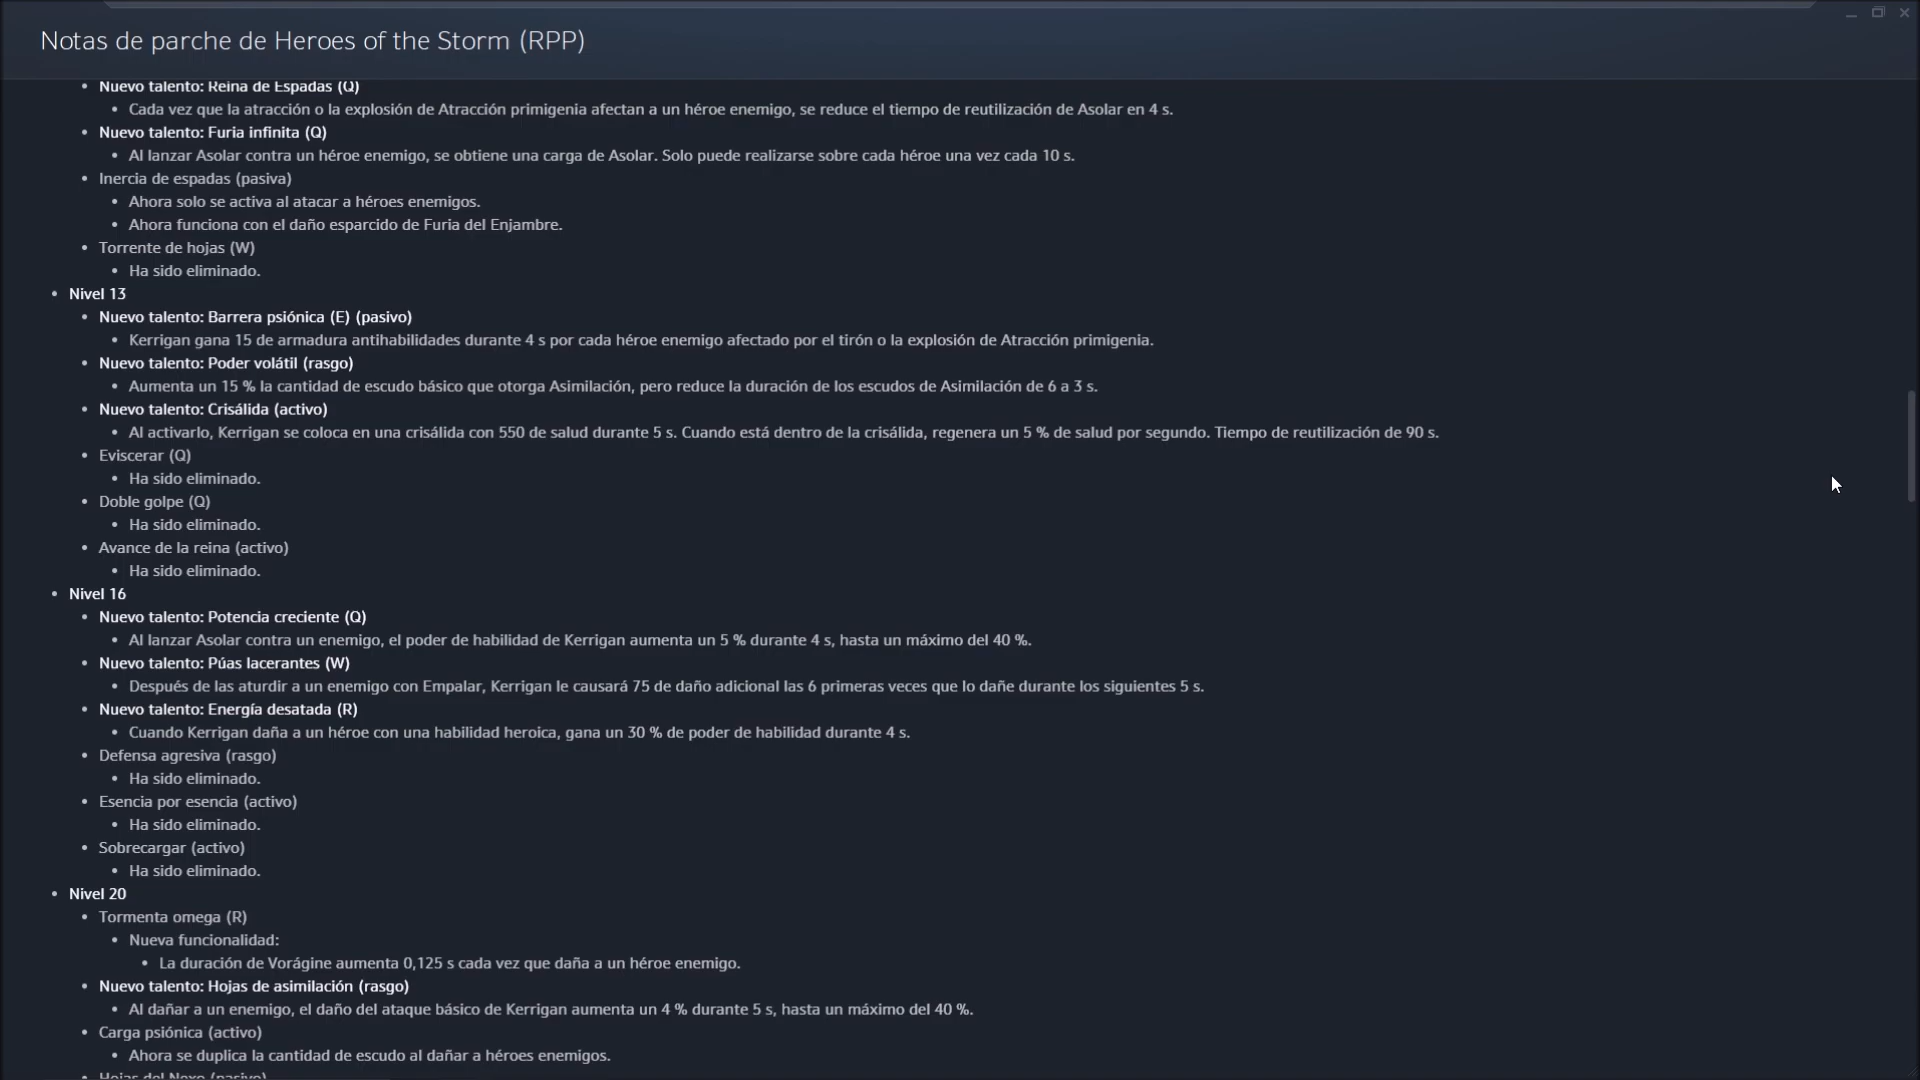 Notas de parche de Heroes of the Storm (RPP)
Nuevo talento: Reina de Espadas (Q)
Cada vez que la atracción o la explosión de Atracción primigenia afectan a un héroe enemigo, se reduce el tiempo de reutilización de Asolar en 4 s.
Nuevo talento: Furia infinita (Q)
Al lanzar Asolar contra un héroe enemigo, se obtiene una carga de Asolar. Solo puede realizarse sobre cada héroe una vez cada 10 s.
Inercia de espadas (pasiva)
Ahora solo se activa al atacar a héroes enemigos.
Ahora funciona con el daño esparcido de Furia del Enjambre.
Torrente de hojas (W)
Ha sido eliminado.
Nivel 13
Nuevo talento: Barrera psiónica (E) (pasivo)
Kerrigan gana 15 de armadura antihabilidades durante 4 s por cada héroe enemigo afectado por el tirón o la explosión de Atracción primigenia.
Nuevo talento: Poder volátil (rasgo)
Aumenta un 15 % la cantidad de escudo básico que otorga Asimilación, pero reduce la duración de los escudos de Asimilación de 6 a 3 s.
Nuevo talento: Crisálida (activo)
Al activarlo, Kerrigan se coloca en una crisálida con 550 de salud durante 5 s. Cuando está dentro de la crisálida, regenera un 5 % de salud por segundo. Tiempo de reutilización de 90 s.
Eviscerar (Q)
Ha sido eliminado.
Doble golpe (Q)
Ha sido eliminado.
Avance de la reina (activo)
Ha sido eliminado.
Nivel 16
Nuevo talento: Potencia creciente (Q)
Al lanzar Asolar contra un enemigo, el poder de habilidad de Kerrigan aumenta un 5 % durante 4 s, hasta un máximo del 40 %.
Nuevo talento: Púas lacerantes (W)
Después de las aturdir a un enemigo con Empalar, Kerrigan le causará 75 de daño adicional las 6 primeras veces que lo dañe durante los siguientes 5 s.
Nuevo talento: Energía desatada (R)
Cuando Kerrigan daña a un héroe con una habilidad heroica, gana un 30 % de poder de habilidad durante 4 s.
Defensa agresiva (rasgo)
Ha sido eliminado.
Esencia por esencia (activo)
Ha sido eliminado.
Sobrecargar (activo)
Ha sido eliminado.
Nivel 20
Tormenta omega (R)
Nueva funcionalidad:
La duración de Vorágine aumenta 0,125 s cada vez que daña a un héroe enemigo.
Nuevo talento: Hojas de asimilación (rasgo)
Al dañar a un enemigo, el daño del ataque básico de Kerrigan aumenta un 4 % durante 5 s, hasta un máximo del 40 %.
Carga psiónica (activo)
Ahora se duplica la cantidad de escudo al dañar a héroes enemigos.
Hojas del Nexo (pasivo)